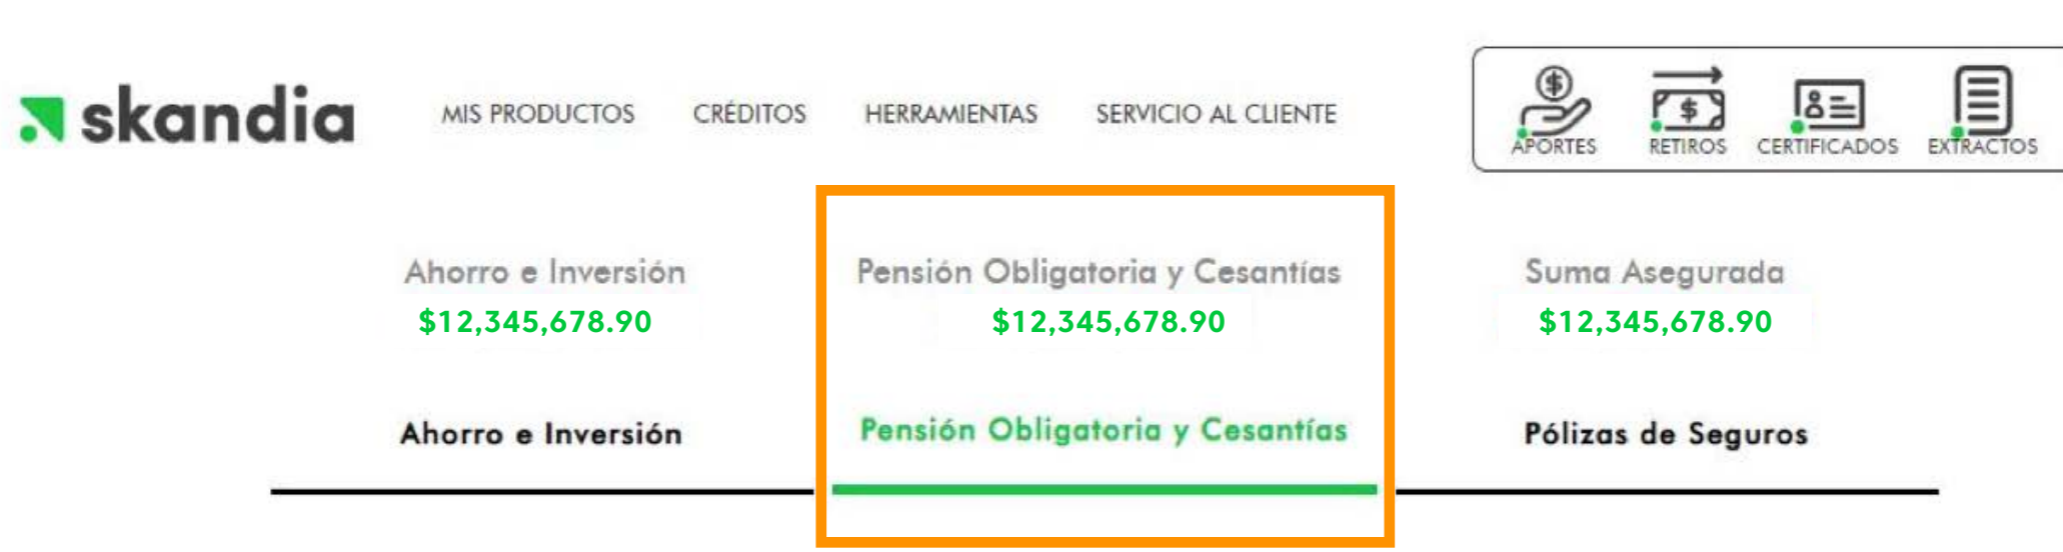 skandia
MIS PRODUCTOS CRÉDITOS HERRAMIENTAS SERVICIO AL CLIENTE
APORTES RETIROS CERTIFICADOS EXTRACTOS
Ahorro e Inversión Pensión Obligatoria y Cesantías Suma Asegurada
$12,345,678.90 $12,345,678.90 $12,345,678.90
Ahorro e Inversión Pensión Obligatoria y Cesantías Pólizas de Seguros